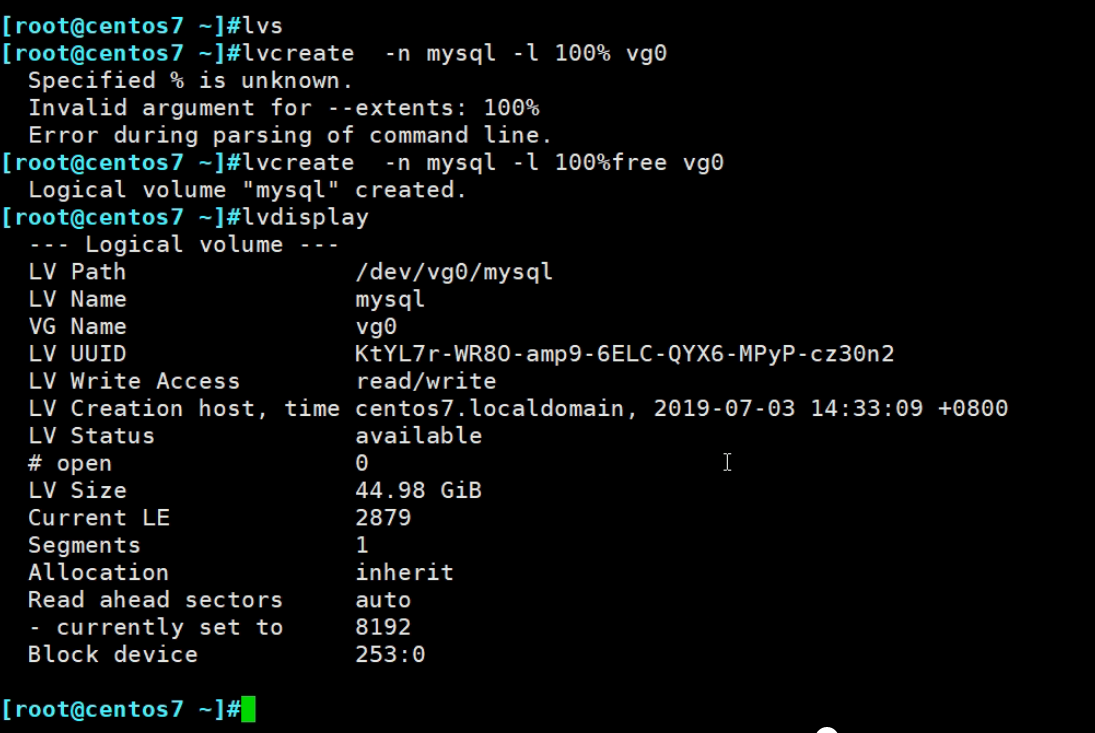 [root@centos7 ~]#lvs
[root@centos7 ~]#lvcreate  -n mysql -l 100% vg0
  Specified % is unknown.
  Invalid argument for --extents: 100%
  Error during parsing of command line.
[root@centos7 ~]#lvcreate  -n mysql -l 100%free vg0
  Logical volume "mysql" created.
[root@centos7 ~]#lvdisplay
  --- Logical volume ---
  LV Path                /dev/vg0/mysql
  LV Name                mysql
  VG Name                vg0
  LV UUID                KtYL7r-WR8O-amp9-6ELC-QYX6-MPyP-cz30n2
  LV Write Access        read/write
  LV Creation host, time centos7.localdomain, 2019-07-03 14:33:09 +0800
  LV Status              available
  # open                 0
  LV Size                44.98 GiB
  Current LE             2879
  Segments               1
  Allocation             inherit
  Read ahead sectors     auto
  - currently set to     8192
  Block device           253:0
[root@centos7 ~]#